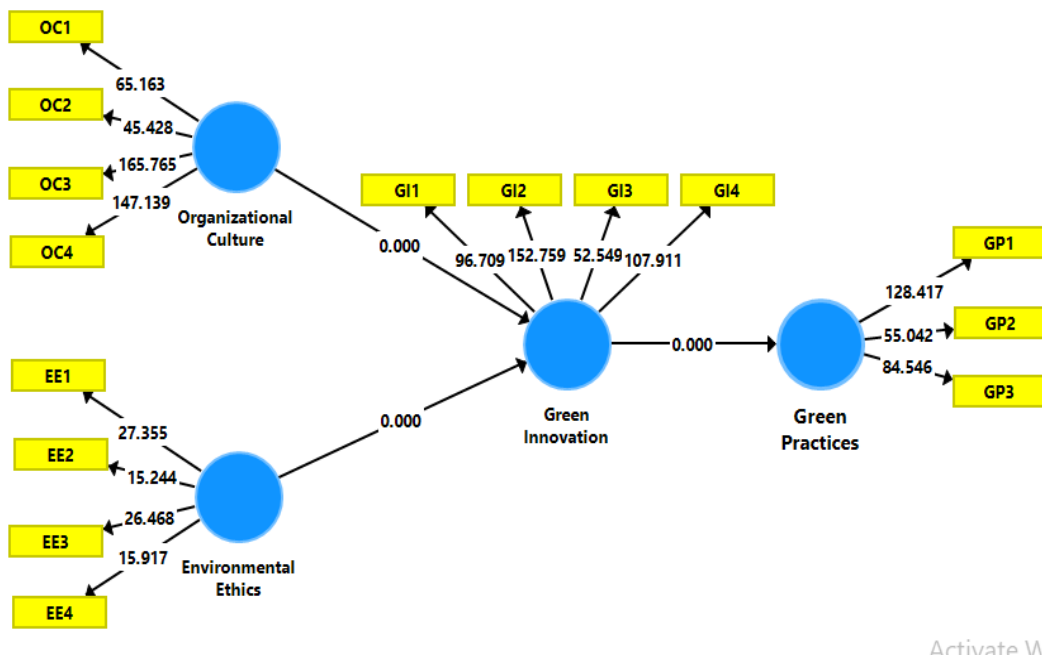 OC1
65.163
OC2
45.428
OC3
165.765
OC4
147.139
Organizational
Culture
0.000
GI1
GI2
GI3
GI4
96.709
152.759
52.549
107.911
Green
Innovation
0.000
GP1
128.417
GP2
55.042
GP3
84.546
Green
Practices
EE1
27.355
EE2
15.244
EE3
26.468
EE4
15.917
Environmental
Ethics
0.000
Activate W